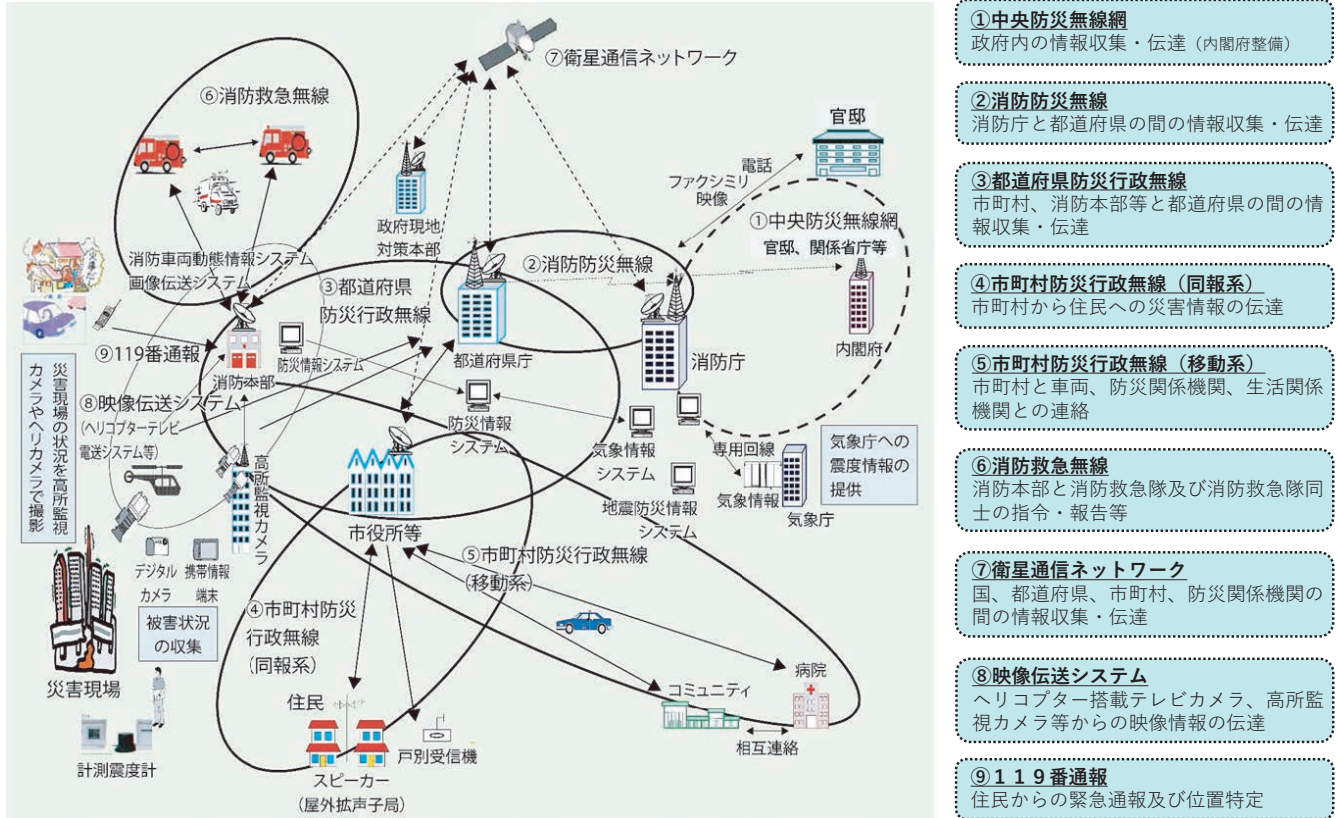 ⑦衛星通信ネットワーク
⑥消防救急無線
官邸
電話
ファクシミリ
映像
政府現地
対策本部
①中央防災無線網
官邸、関係省庁等
②消防防災無線
消防車両動態情報システム
画像伝送システム
③都道府県
防災行政無線
内閣府
都道府県庁
消防庁
⑨119番通報
防災情報システム
消防本部
災害現場の状況を高所監視
カメラやヘリカメラで撮影
⑧映像伝送システム
(ヘリコプターテレビ
電送システム等)
防災情報
システム
気象情報
システム
専用回線
気象情報
気象庁への
震度情報の
提供
高所監視カメラ
地震防災情報
システム
気象庁
市役所等
⑤市町村防災行政無線
(移動系)
デジタル
カメラ
携帯情報
端末
被害状況
の収集
④市町村防災
行政無線
(同報系)
災害現場
住民
コミュニティ
病院
相互連絡
戸別受信機
計測震度計
スピーカー
(屋外拡声子局)
①中央防災無線網
政府内の情報収集・伝達(内閣府整備)
②消防防災無線
消防庁と都道府県の間の情報収集・伝達
③都道府県防災行政無線
市町村、消防本部等と都道府県の間の情
報収集・伝達
④市町村防災行政無線(同報系)
市町村から住民への災害情報の伝達
⑤市町村防災行政無線(移動系)
市町村と車両、防災関係機関、生活関係
機関との連絡
⑥消防救急無線
消防本部と消防救急隊及び消防救急隊同
士の指令・報告等
⑦衛星通信ネットワーク
国、都道府県、市町村、防災関係機関の
間の情報収集・伝達
⑧映像伝送システム
ヘリコプター搭載テレビカメラ、高所監
視カメラ等からの映像情報の伝達
⑨119番通報
住民からの緊急通報及び位置特定